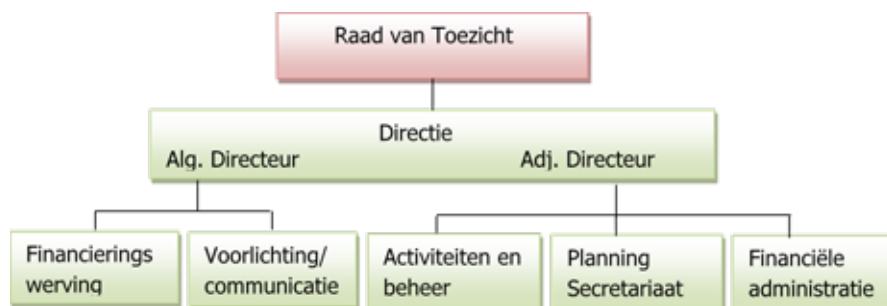 Raad van Toezicht
Directie
Alg. Directeur
Adj. Directeur
Financierings
werving
Voorlichting/
communicatie
Activiteiten en
beheer
Planning
Secretariaat
Financiële
administratie